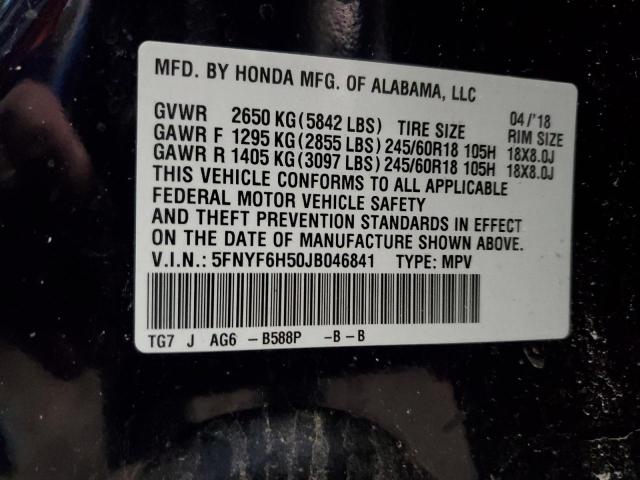 MFD. BY HONDA MFG. OF ALABAMA, LLC
04/'18
GVWR 2650 KG(5842 LBS) TIRE SIZE RIM SIZE
GAWR F 1295 KG(2855 LBS) 245/60R18 105H 18X8.0J
GAWR R 1405 KG(3097 LBS) 245/60R18 105H 18X8.0J
THIS VEHICLE CONFORMS TO ALL APPLICABLE
FEDERAL MOTOR VEHICLE SAFETY
AND THEFT PREVENTION STANDARDS IN EFFECT
ON THE DATE OF MANUFACTURE SHOWN ABOVE.
V.I.N.: 5FNYF6H50JB046841 TYPE: MPV
TG7 J AG6 -B588P -B-B